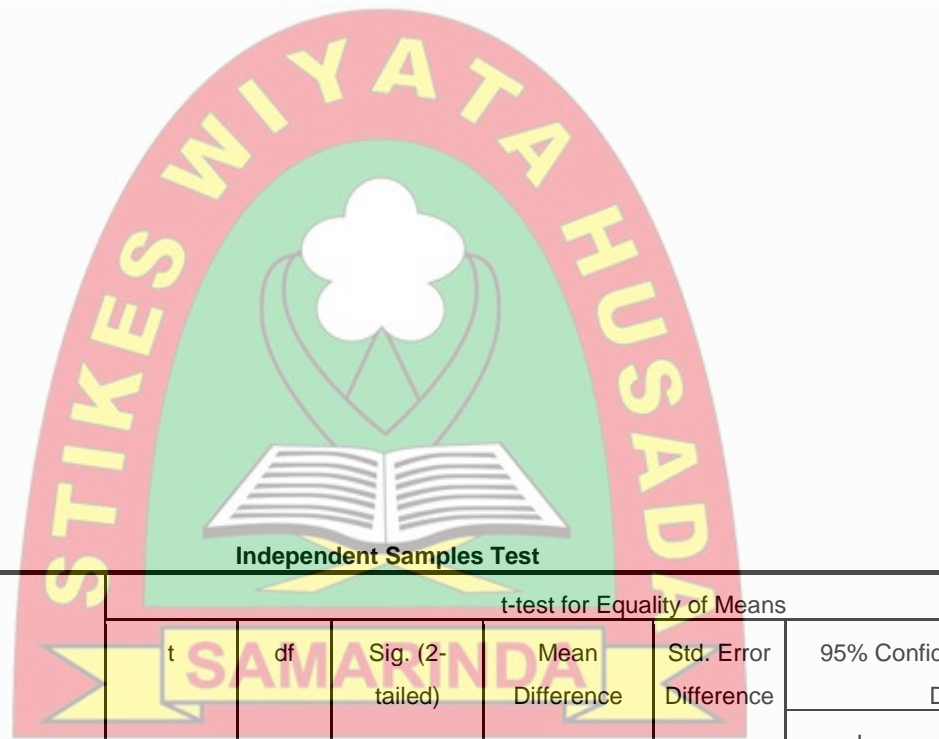 STIKES WIYATA HUSADA
SAMARINDA
Independent Samples Test
t-test for Equality of Means
t df Sig. (2- Mean Std. Error 95% Confic
tailed) Difference Difference D